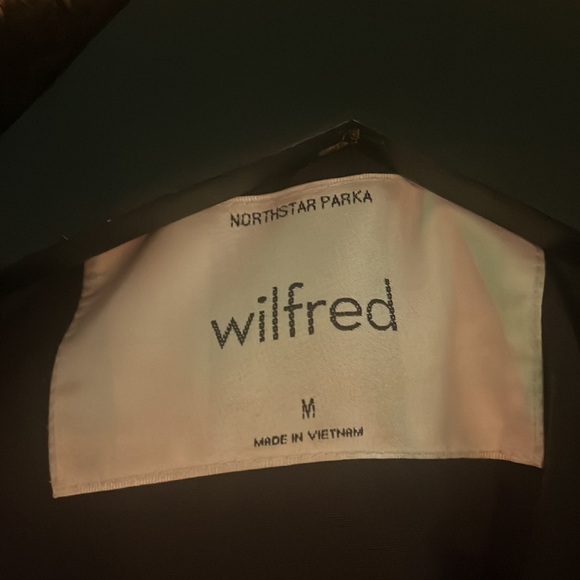 NORTHSTAR PARKA
wilfred
M
MADE IN VIETNAM